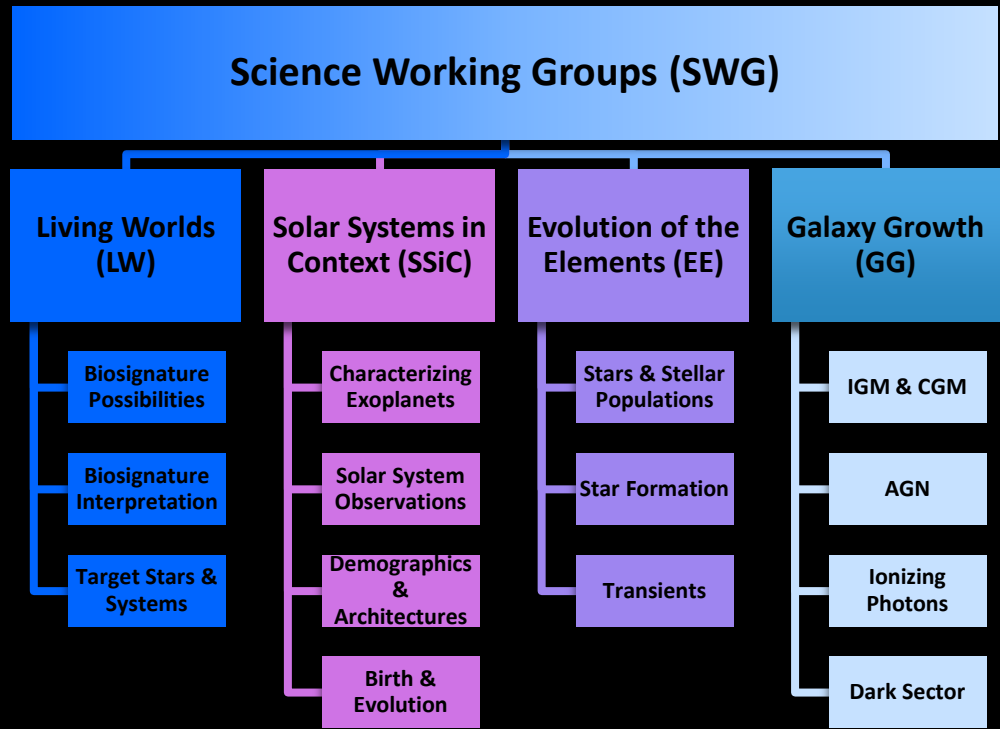 Science Working Groups (SWG)
Living Worlds
(LW)
Biosignature
Possibilities
Biosignature
Interpretation
Target Stars &
Systems
Solar Systems in
Context (SSiC)
Characterizing
Exoplanets
Solar System
Observations
Demographics
&
Architectures
Birth &
Evolution
Evolution of the
Elements (EE)
Stars & Stellar
Populations
Star Formation
Transients
Galaxy Growth
(GG)
IGM & CGM
AGN
Ionizing
Photons
Dark Sector